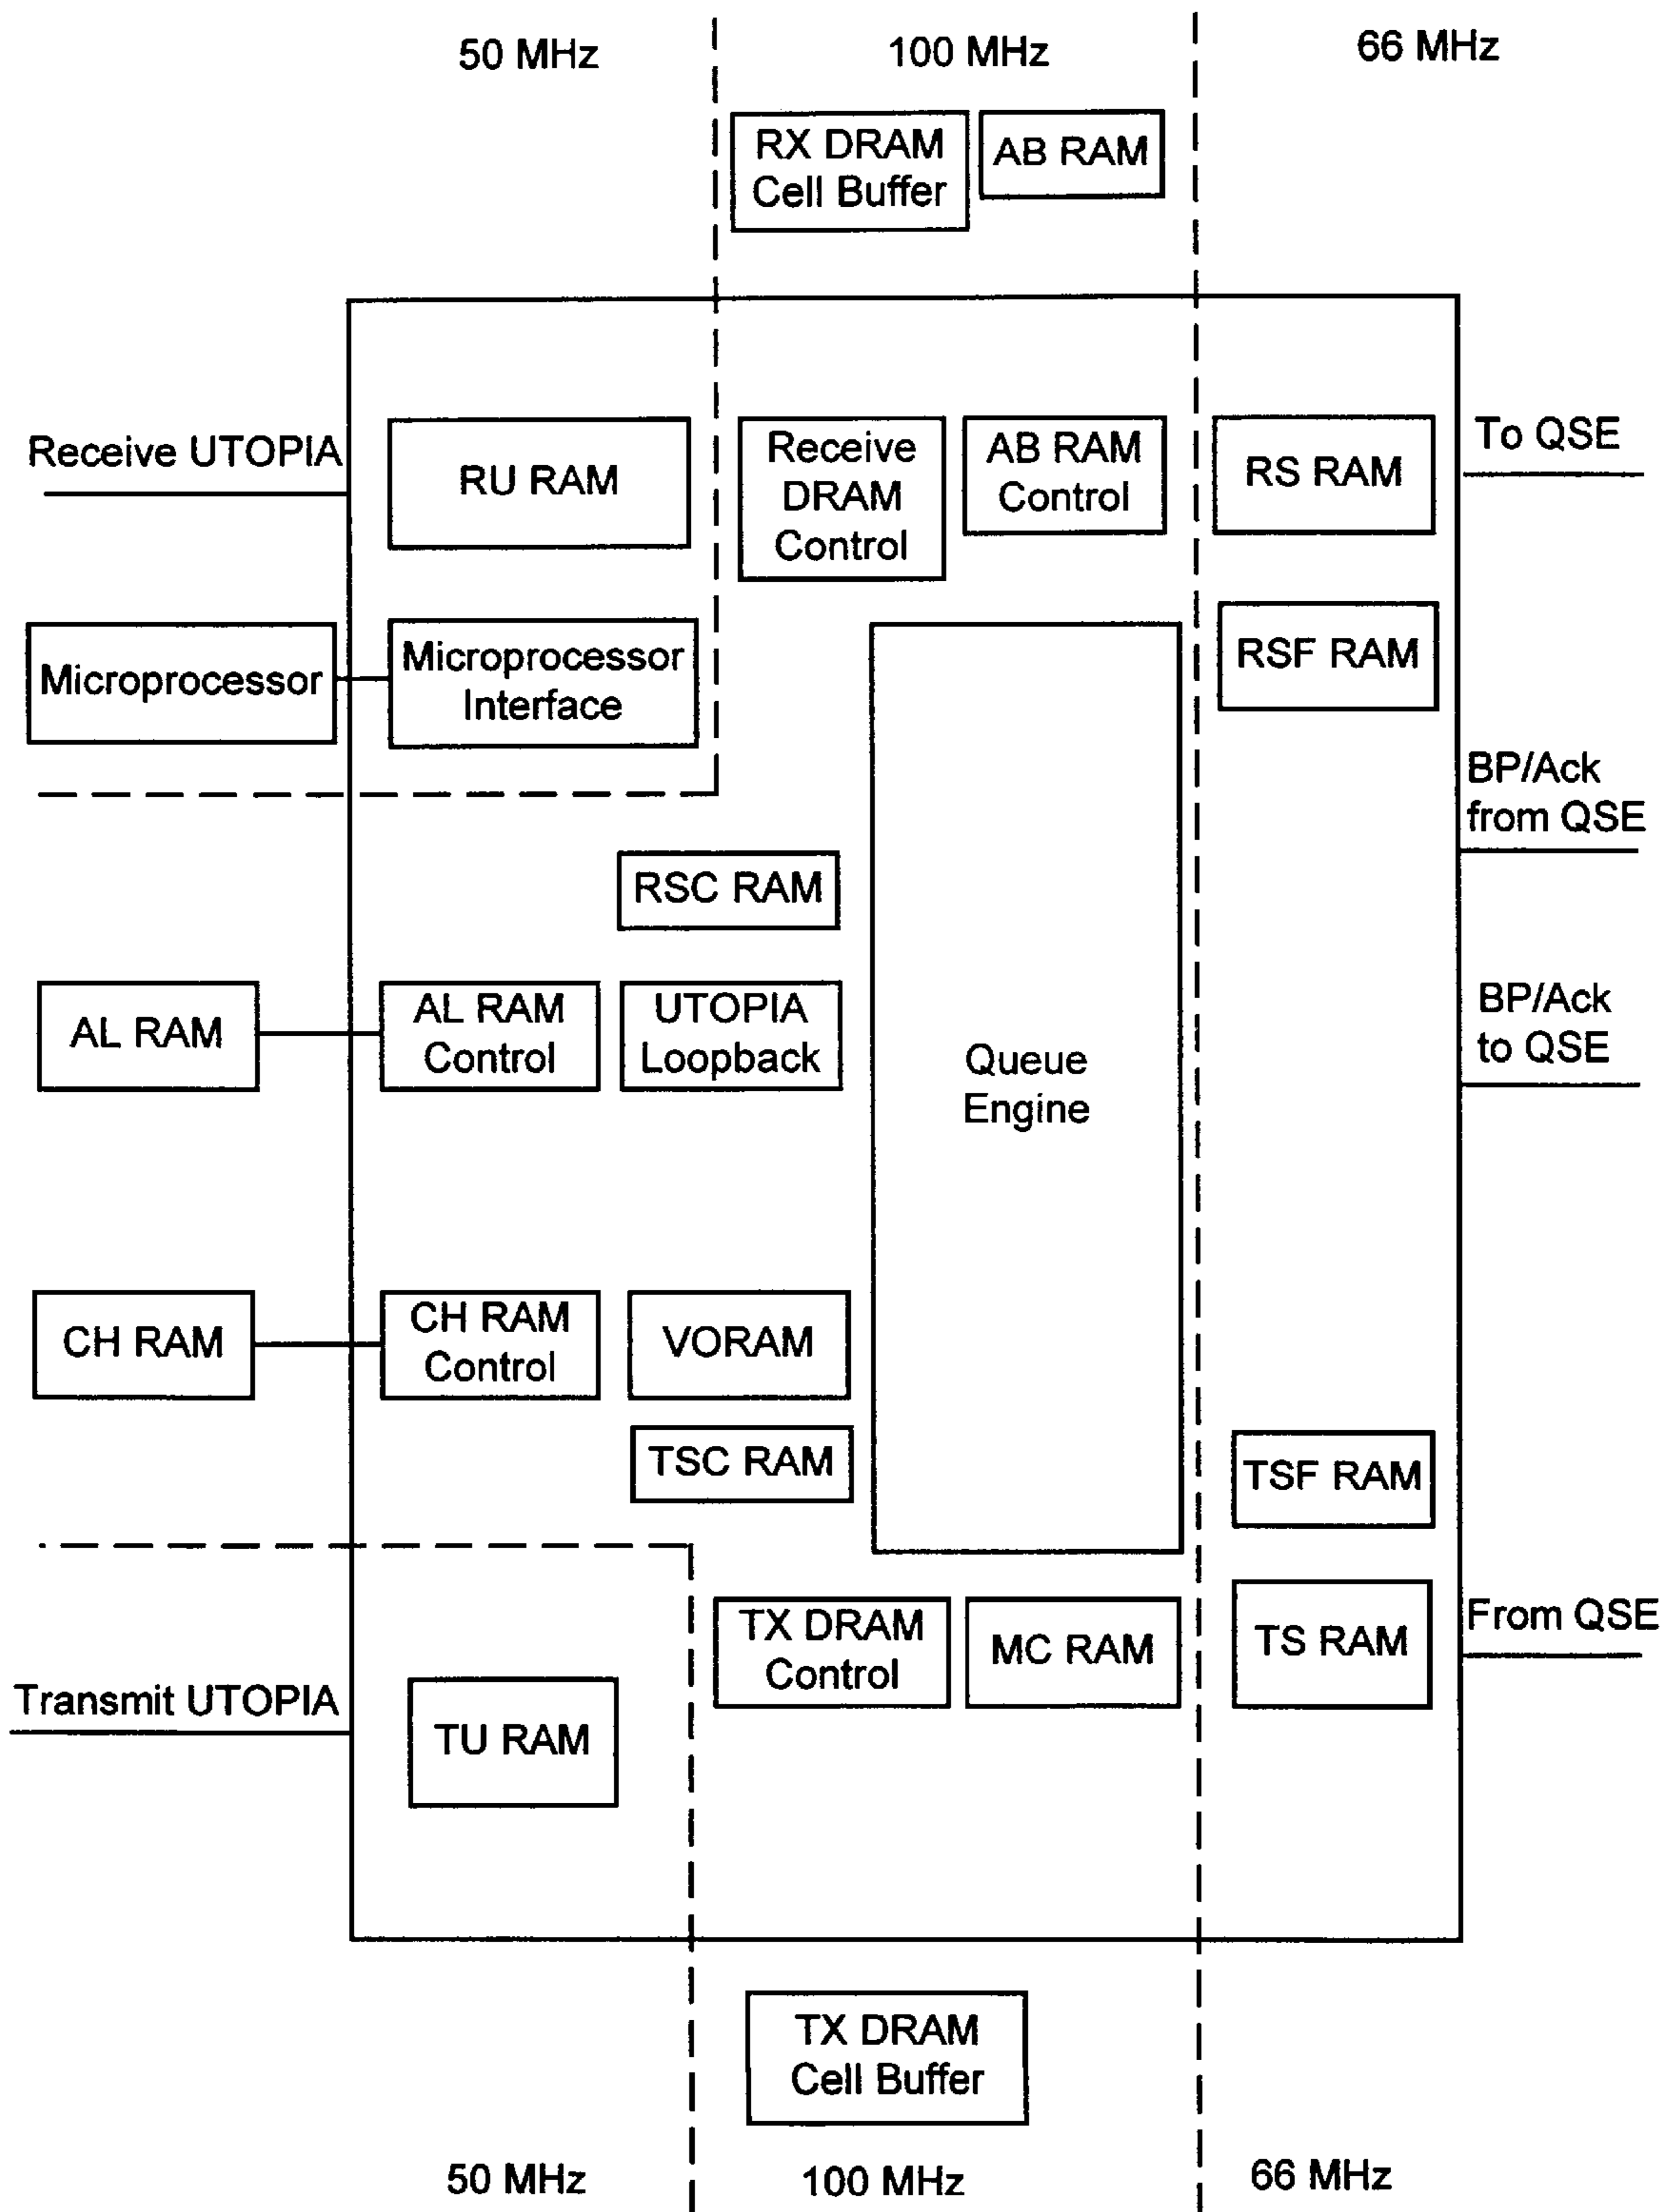 50 MHz
100 MHz
66 MHz
RX DRAM
Cell Buffer
AB RAM
Receive UTOPIA
RU RAM
Receive
DRAM
Control
AB RAM
Control
RS RAM
To QSE
Microprocessor
Microprocessor
Interface
RSF RAM
BP/Ack
from QSE
RSC RAM
AL RAM
AL RAM
Control
UTOPIA
Loopback
Queue
Engine
BP/Ack
to QSE
CH RAM
CH RAM
Control
VORAM
TSC RAM
TSF RAM
Transmit UTOPIA
TU RAM
TX DRAM
Control
MC RAM
TS RAM
From QSE
TX DRAM
Cell Buffer
50 MHz
100 MHz
66 MHz